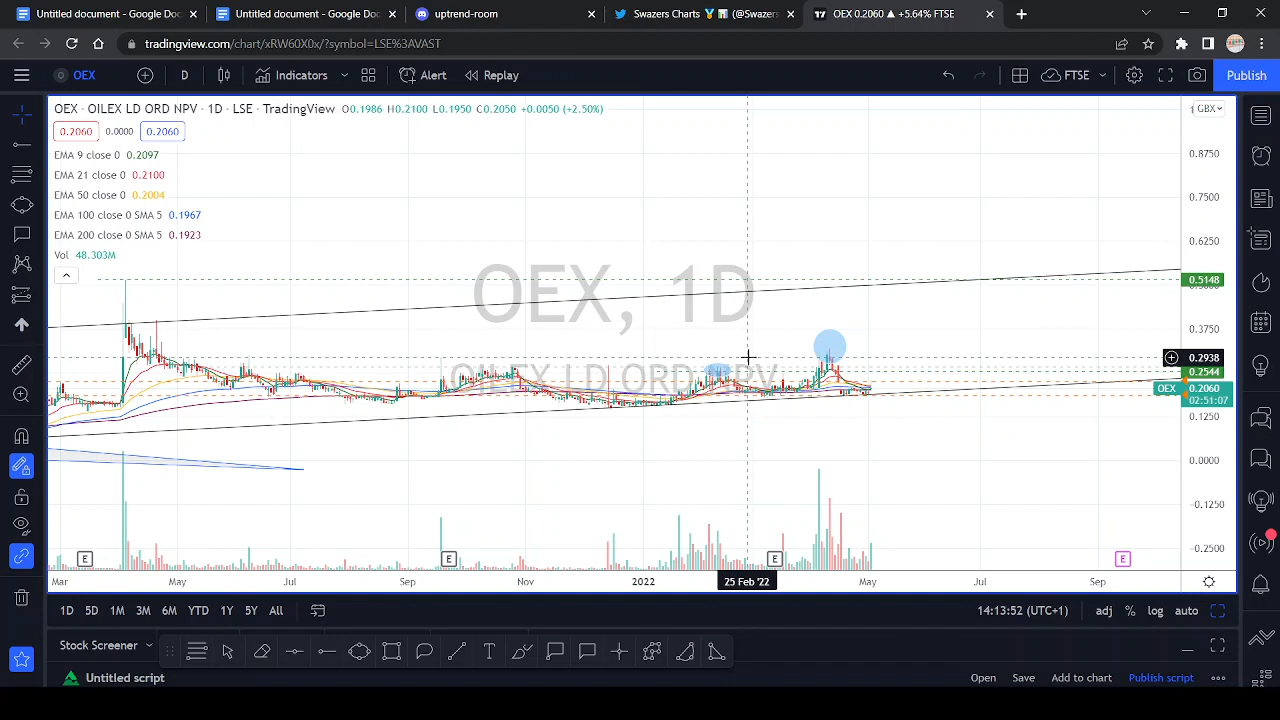 Untitled document - Google Doc
Untitled document - Google Doc
uptrend-room
Swazers Charts 🏅 📊 (@Swazers
OEX 0.2060 ▲ +5.64% FTSE
tradingview.com/chart/xRW60X0x/?symbol=LSE%3AVAST
OEX
D
Indicators
Alert
Replay
FTSE
Publish
OEX · OILEX LD ORD NPV · 1D · LSE · TradingView O0.1986 H0.2100 L0.1950 C0.2050 +0.0050 (+2.50%)
GBX
0.2060 0.0000 0.2060
EMA 9 close 0 0.2097
EMA 21 close 0 0.2100
EMA 50 close 0 0.2004
EMA 100 close 0 SMA 5 0.1967
EMA 200 close 0 SMA 5 0.1923
Vol 48.303M
OEX, 1D
OILEX LD ORD NPV
0.8750
0.7500
0.6250
0.5148
0.3750
0.2938
0.2544
OEX 0.2060
02:51:07
0.1250
0.0000
-0.1250
-0.2500
E
E
E
E
Mar May Jul Sep Nov 2022 25 Feb '22 May Jul Sep
1D 5D 1M 3M 6M YTD 1Y 5Y All
14:13:52 (UTC+1) adj % log auto
Stock Screener
T
Untitled script
Open Save Add to chart Publish script